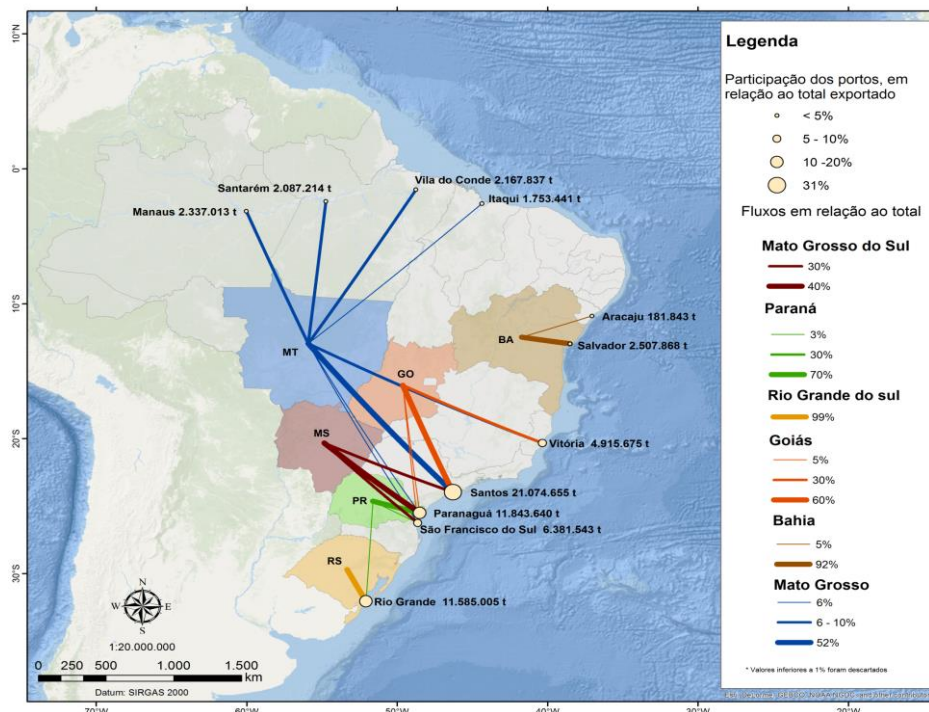 10°N
0°
10°S
20°S
30°S
70°W
60°W
50°W
40°W
30°W
20°W
Santarém 2.087.214 t
Vila do Conde 2.167.837 t
Manaus 2.337.013 t
Itaqui 1.753.441 t
Aracaju 181.843 t
BA
Salvador 2.507.868 t
MT
GO
MS
Vitória 4.915.675 t
Santos 21.074.655 t
PR
Paranaguá 11.843.640 t
São Francisco do Sul 6.381.543 t
RS
Rio Grande 11.585.005 t
N
W
E
S
1:20.000.000
0 250 500 1.000 1.500
km
Datum: SIRGAS 2000
Legenda
Participação dos portos, em
relação ao total exportado
< 5%
5 - 10%
10 -20%
31%
Fluxos em relação ao total
Mato Grosso do Sul
30%
40%
Paraná
3%
30%
70%
Rio Grande do sul
99%
Goiás
5%
30%
60%
Bahia
5%
92%
Mato Grosso
6%
6 - 10%
52%
* Valores inferiores a 1% foram descartados